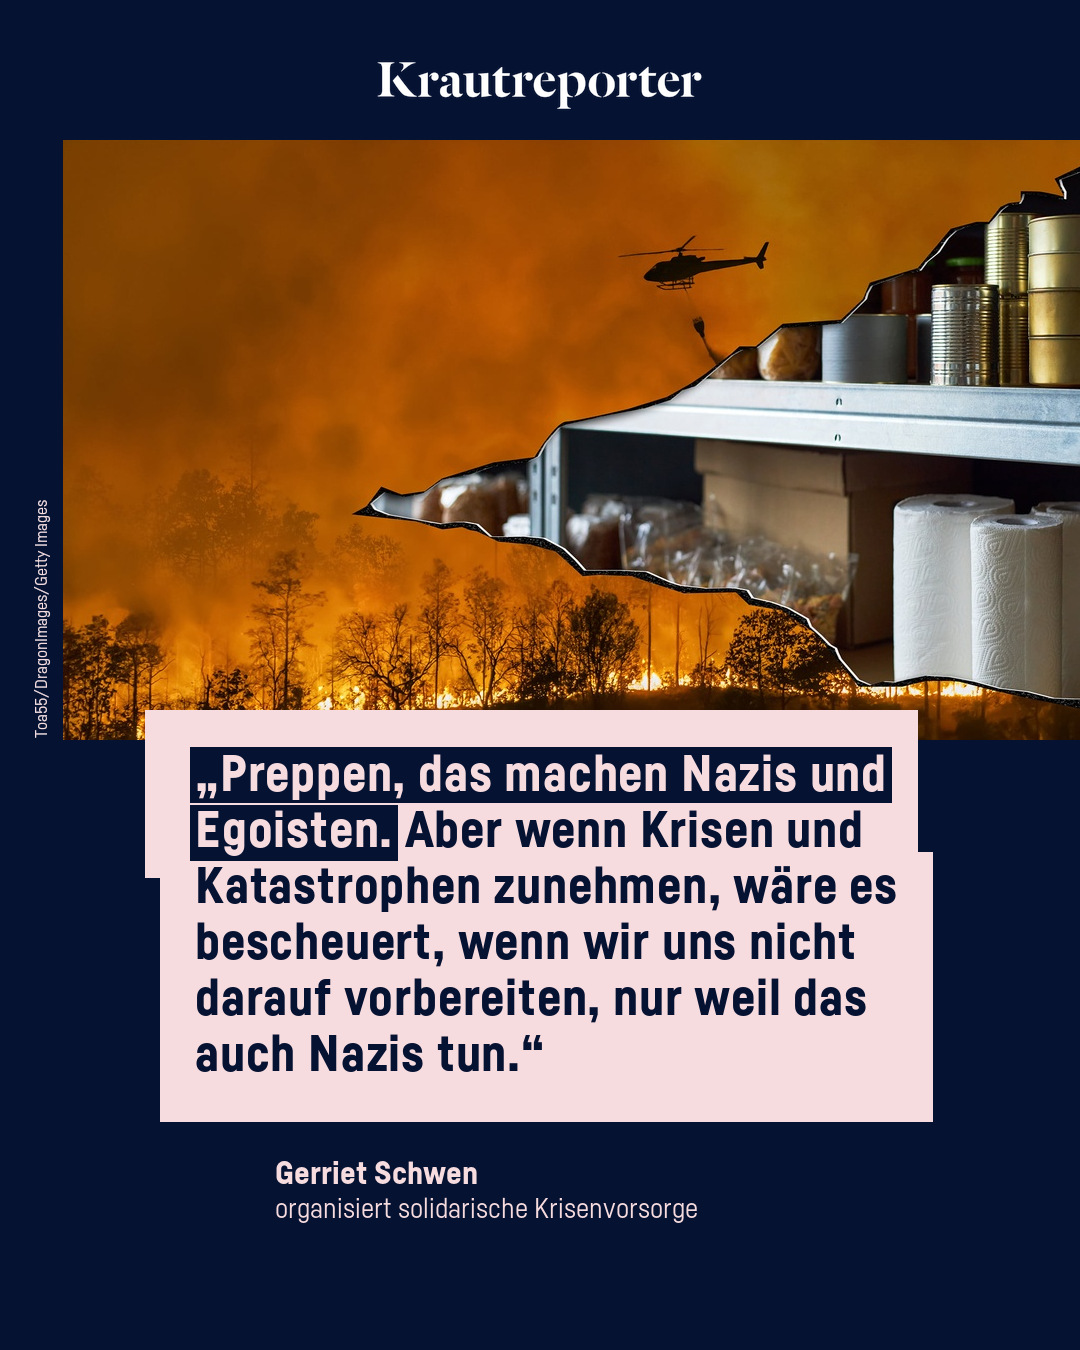 Krautreporter
Toa55/DragonImages/Getty Images
„Preppen, das machen Nazis und
Egoisten. Aber wenn Krisen und
Katastrophen zunehmen, wäre es
bescheuert, wenn wir uns nicht
darauf vorbereiten, nur weil das
auch Nazis tun.“
Gerriet Schwen
organisiert solidarische Krisenvorsorge